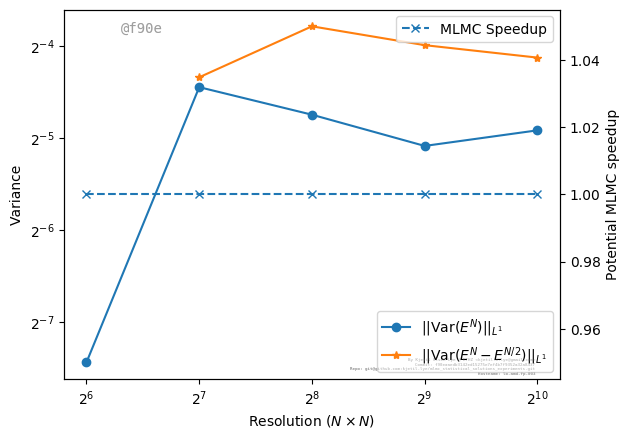 @f90e
MLMC Speedup
2^{-4}
2^{-5}
2^{-6}
2^{-7}
Variance
1.04
1.02
1.00
0.98
0.96
Potential MLMC speedup
||Var(E^N)||_{L^1}
||Var(E^N − E^{N/2})||_{L^1}
2^6
2^7
2^8
2^9
2^{10}
Resolution (N × N)